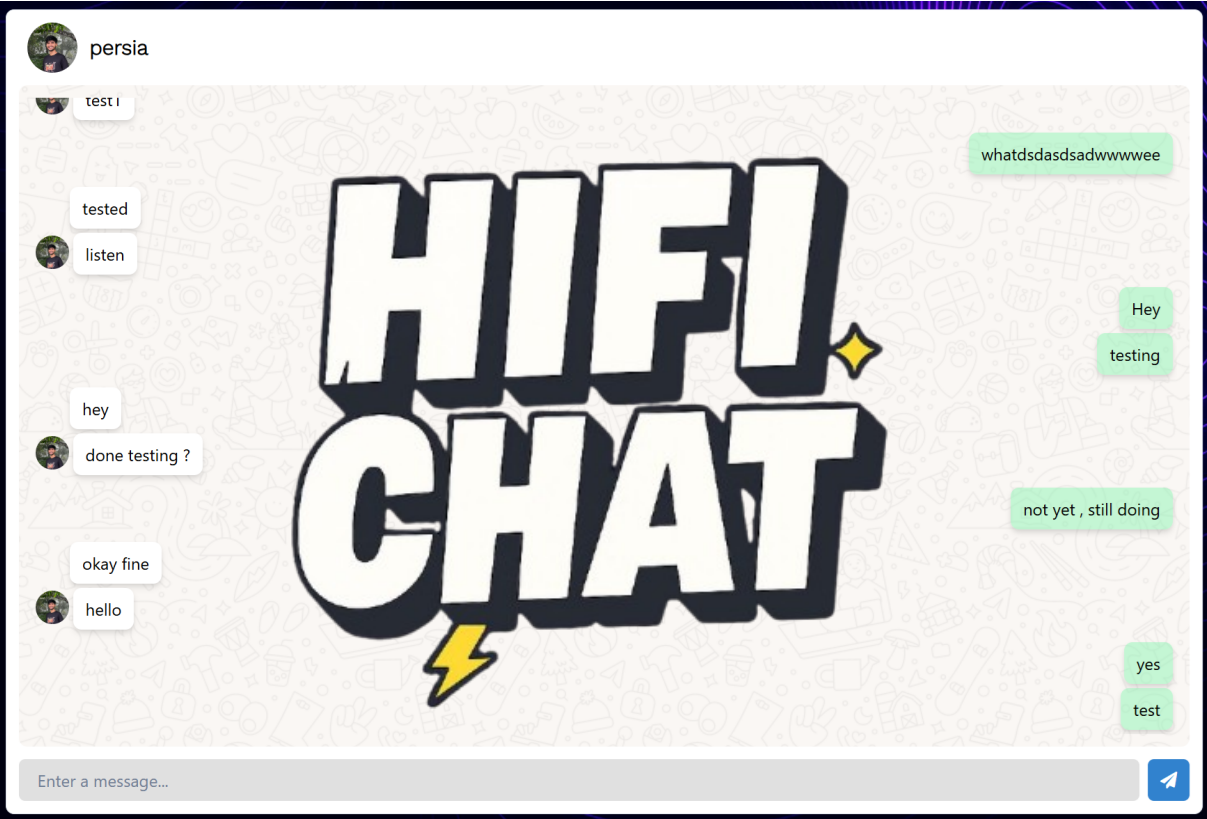 persia
test1
whatdsdasdsadwwwwee
tested
listen
Hey
testing
hey
done testing ?
not yet , still doing
okay fine
hello
yes
test
HIFI
CHAT
Enter a message...